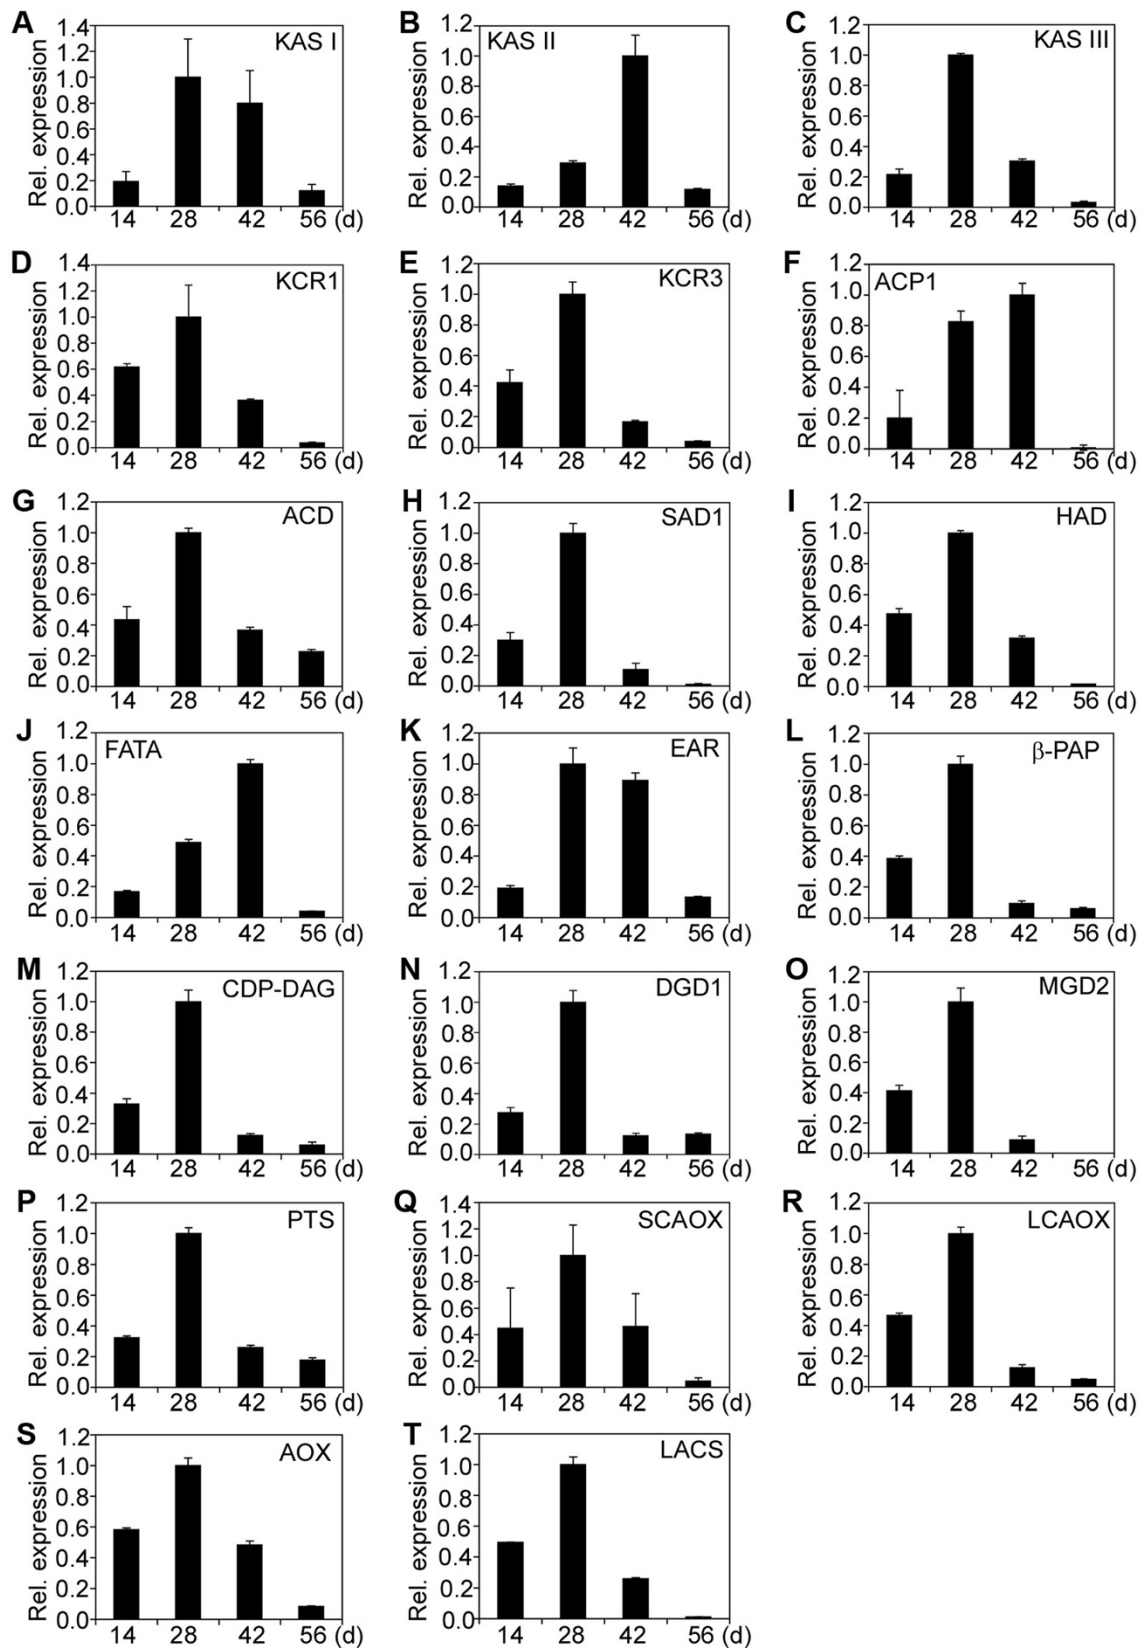 A
KAS I
Rel. expression
1.4
1.2
1.0
0.8
0.6
0.4
0.2
0.0
14 28 42 56 (d)
B
KAS II
Rel. expression
1.2
1.0
0.8
0.6
0.4
0.2
0.0
14 28 42 56 (d)
C
KAS III
Rel. expression
1.2
1.0
0.8
0.6
0.4
0.2
0.0
14 28 42 56 (d)
D
KCR1
Rel. expression
1.4
1.2
1.0
0.8
0.6
0.4
0.2
0.0
14 28 42 56 (d)
E
KCR3
Rel. expression
1.2
1.0
0.8
0.6
0.4
0.2
0.0
14 28 42 56 (d)
F
ACP1
Rel. expression
1.2
1.0
0.8
0.6
0.4
0.2
0.0
14 28 42 56 (d)
G
ACD
Rel. expression
1.2
1.0
0.8
0.6
0.4
0.2
0.0
14 28 42 56 (d)
H
SAD1
Rel. expression
1.2
1.0
0.8
0.6
0.4
0.2
0.0
14 28 42 56 (d)
I
HAD
Rel. expression
1.2
1.0
0.8
0.6
0.4
0.2
0.0
14 28 42 56 (d)
J
FATA
Rel. expression
1.2
1.0
0.8
0.6
0.4
0.2
0.0
14 28 42 56 (d)
K
EAR
Rel. expression
1.2
1.0
0.8
0.6
0.4
0.2
0.0
14 28 42 56 (d)
L
β-PAP
Rel. expression
1.2
1.0
0.8
0.6
0.4
0.2
0.0
14 28 42 56 (d)
M
CDP-DAG
Rel. expression
1.2
1.0
0.8
0.6
0.4
0.2
0.0
14 28 42 56 (d)
N
DGD1
Rel. expression
1.2
1.0
0.8
0.6
0.4
0.2
0.0
14 28 42 56 (d)
O
MGD2
Rel. expression
1.2
1.0
0.8
0.6
0.4
0.2
0.0
14 28 42 56 (d)
P
PTS
Rel. expression
1.2
1.0
0.8
0.6
0.4
0.2
0.0
14 28 42 56 (d)
Q
SCAOX
Rel. expression
1.4
1.2
1.0
0.8
0.6
0.4
0.2
0.0
14 28 42 56 (d)
R
LCAOX
Rel. expression
1.2
1.0
0.8
0.6
0.4
0.2
0.0
14 28 42 56 (d)
S
AOX
Rel. expression
1.2
1.0
0.8
0.6
0.4
0.2
0.0
14 28 42 56 (d)
T
LACS
Rel. expression
1.2
1.0
0.8
0.6
0.4
0.2
0.0
14 28 42 56 (d)